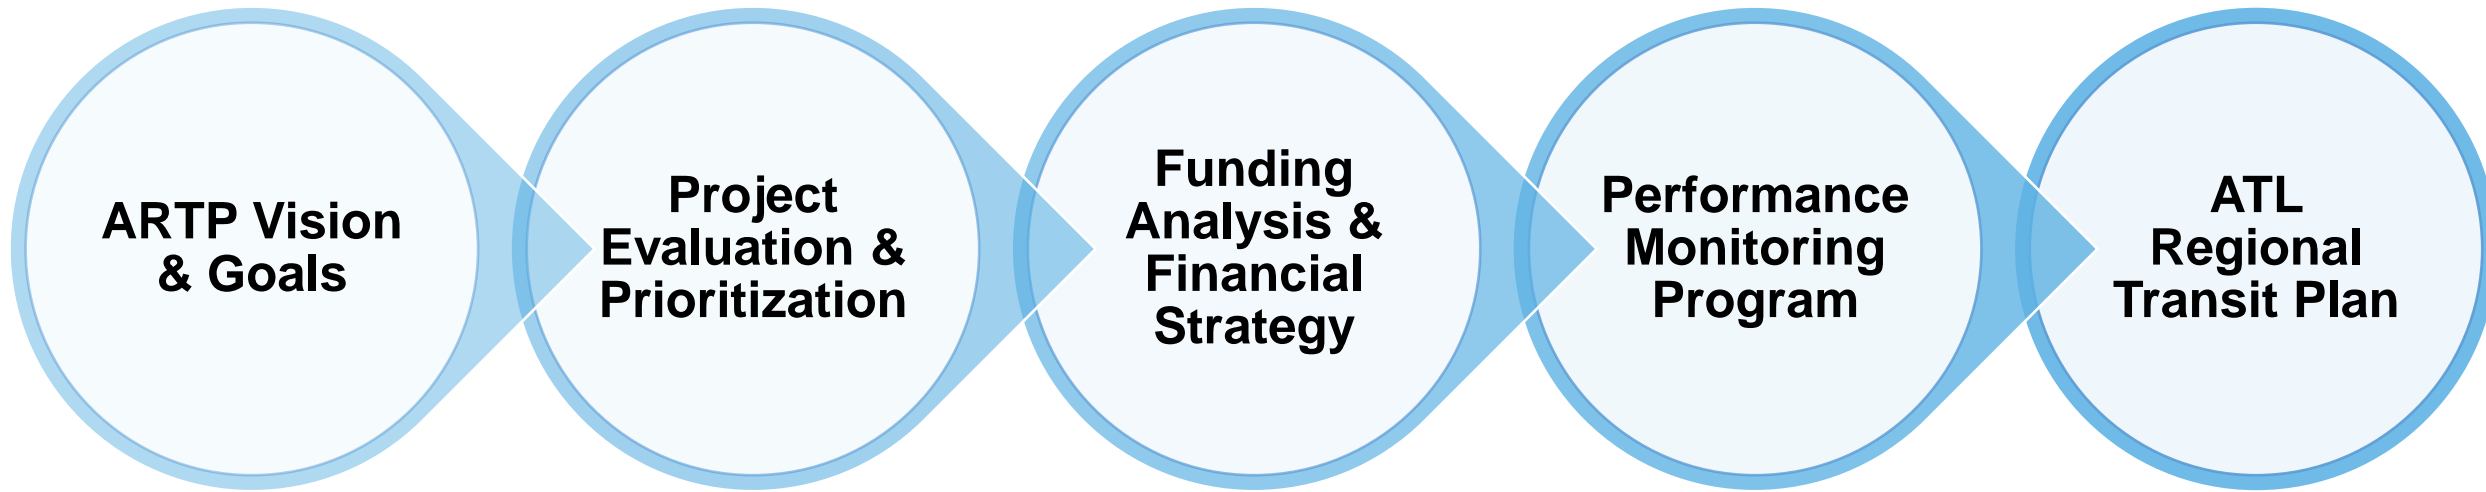 ARTP Vision
& Goals
Project
Evaluation &
Prioritization
Funding
Analysis &
Financial
Strategy
Performance
Monitoring
Program
ATL
Regional
Transit Plan